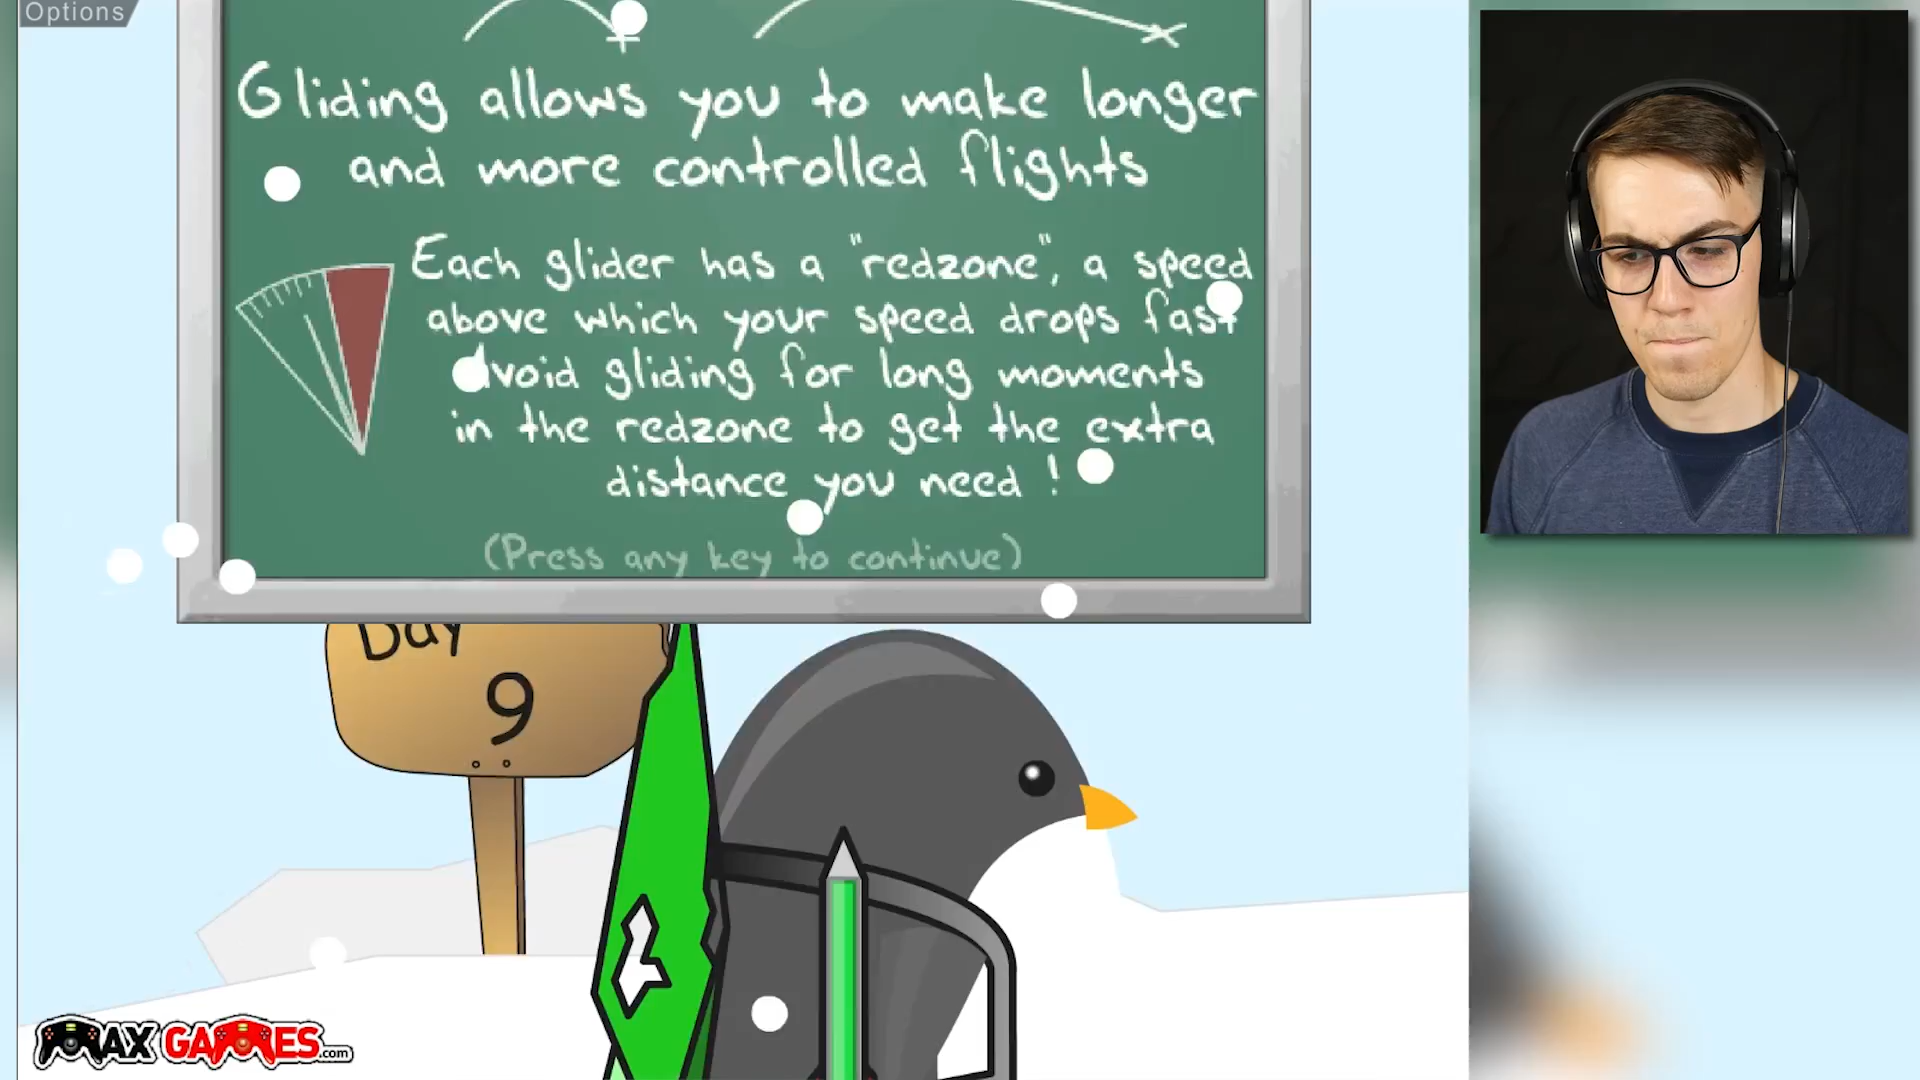 Options
Gliding allows you to make longer
and more controlled flights
Each glider has a "redzone", a speed
above which your speed drops fast
Avoid gliding for long moments
in the redzone to get the extra
distance you need !
(Press any key to continue)
Day
9
MAX GAMES.com